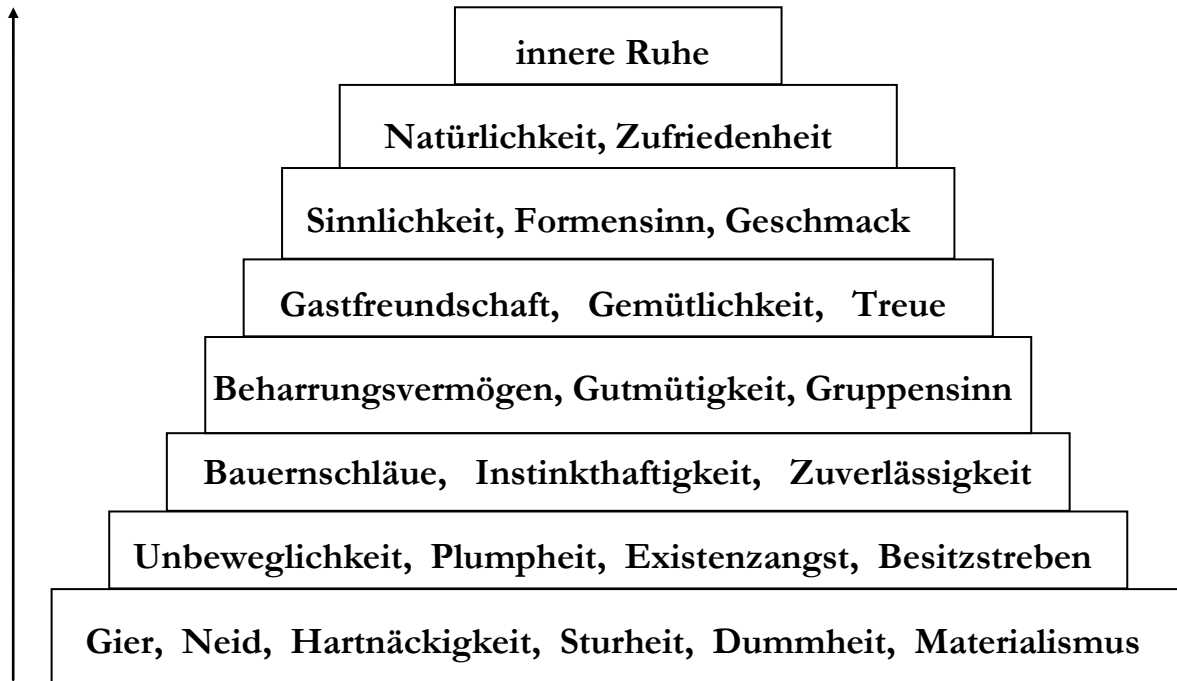 innere Ruhe
Natürlichkeit, Zufriedenheit
Sinnlichkeit, Formensinn, Geschmack
Gastfreundschaft, Gemütlichkeit, Treue
Beharrungsvermögen, Gutmütigkeit, Gruppensinn
Bauernschläue, Instinkthaftigkeit, Zuverlässigkeit
Unbeweglichkeit, Plumpheit, Existenzangst, Besitzstreben
Gier, Neid, Hartnäckigkeit, Sturheit, Dummheit, Materialismus